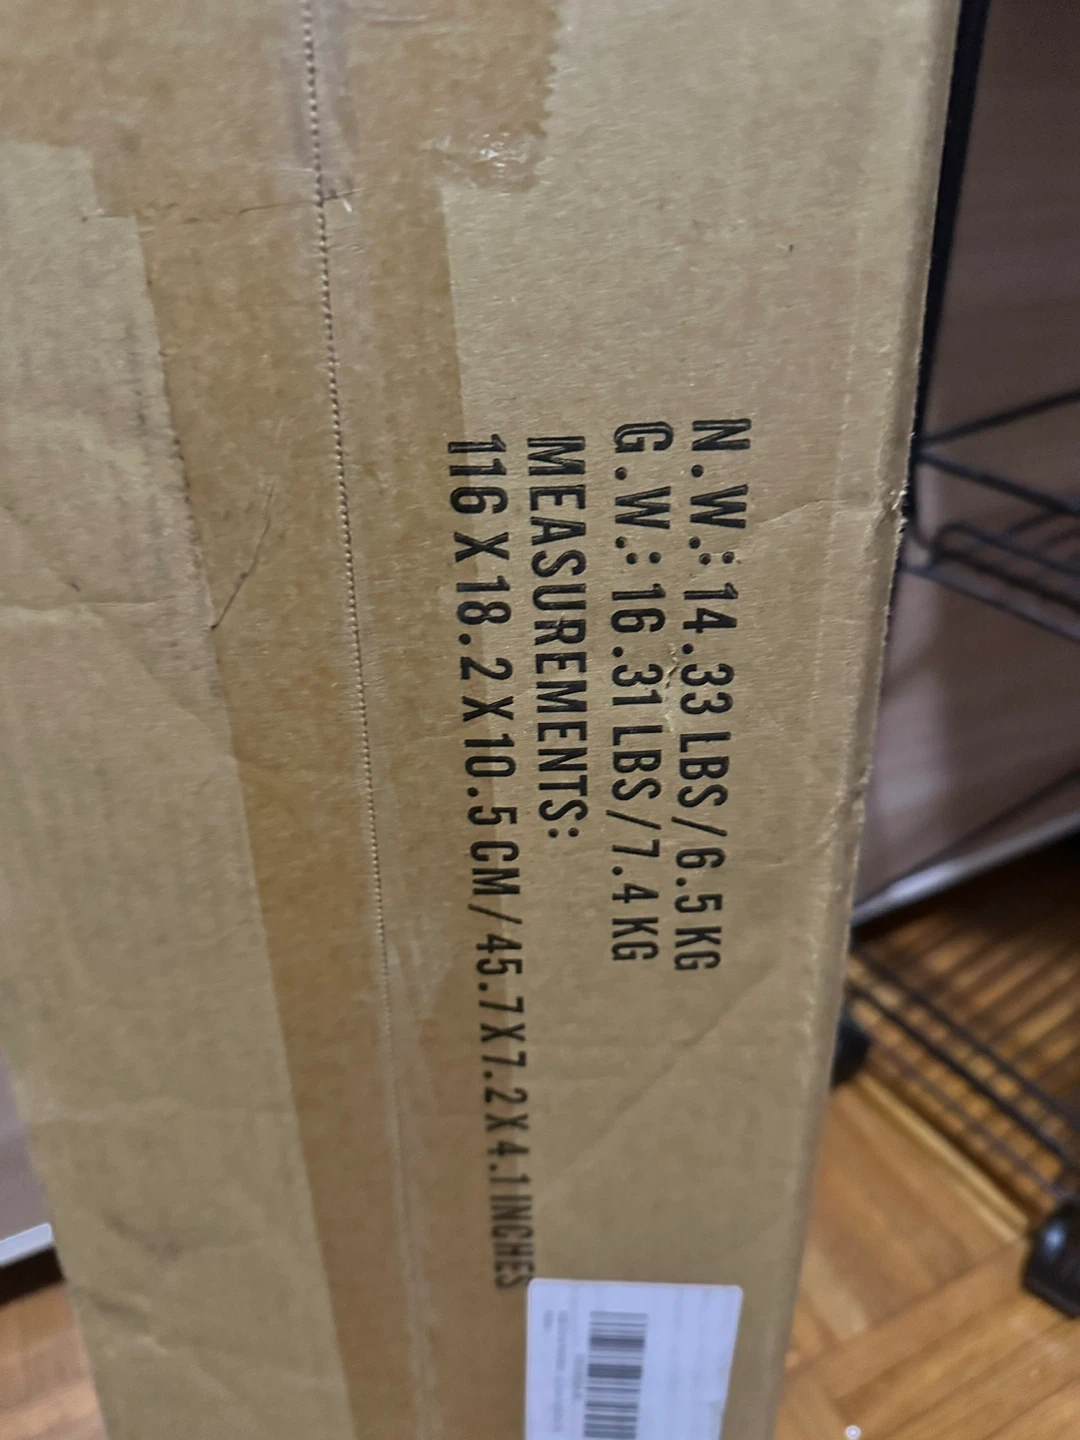 N.W.: 14.33 LBS/6.5 KG
G.W.: 16.31 LBS/7.4 KG
MEASUREMENTS:
116 X 18.2 X 10.5 CM/45.7 X 7.2 X 4.1 INCHES